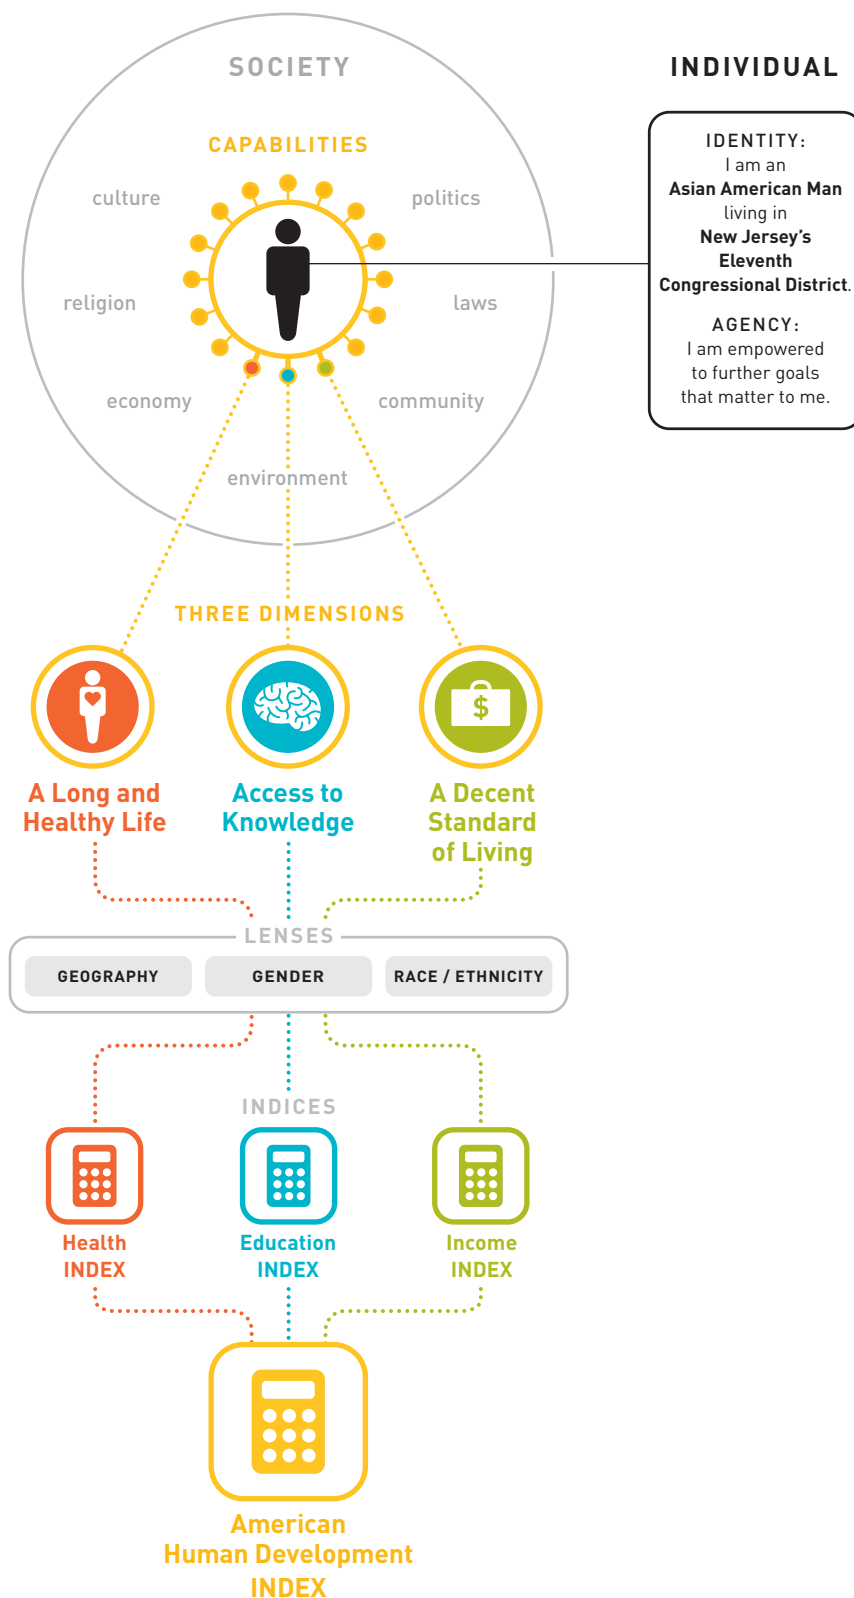 SOCIETY
INDIVIDUAL
CAPABILITIES
culture
politics
religion
laws
economy
community
environment
IDENTITY:
I am an
Asian American Man
living in
New Jersey's
Eleventh
Congressional District.
AGENCY:
I am empowered
to further goals
that matter to me.
THREE DIMENSIONS
$
A Long and
Healthy Life
Access to
Knowledge
A Decent
Standard
of Living
LENSES
GEOGRAPHY
GENDER
RACE / ETHNICITY
INDICES
Health
INDEX
Education
INDEX
Income
INDEX
American
Human Development
INDEX